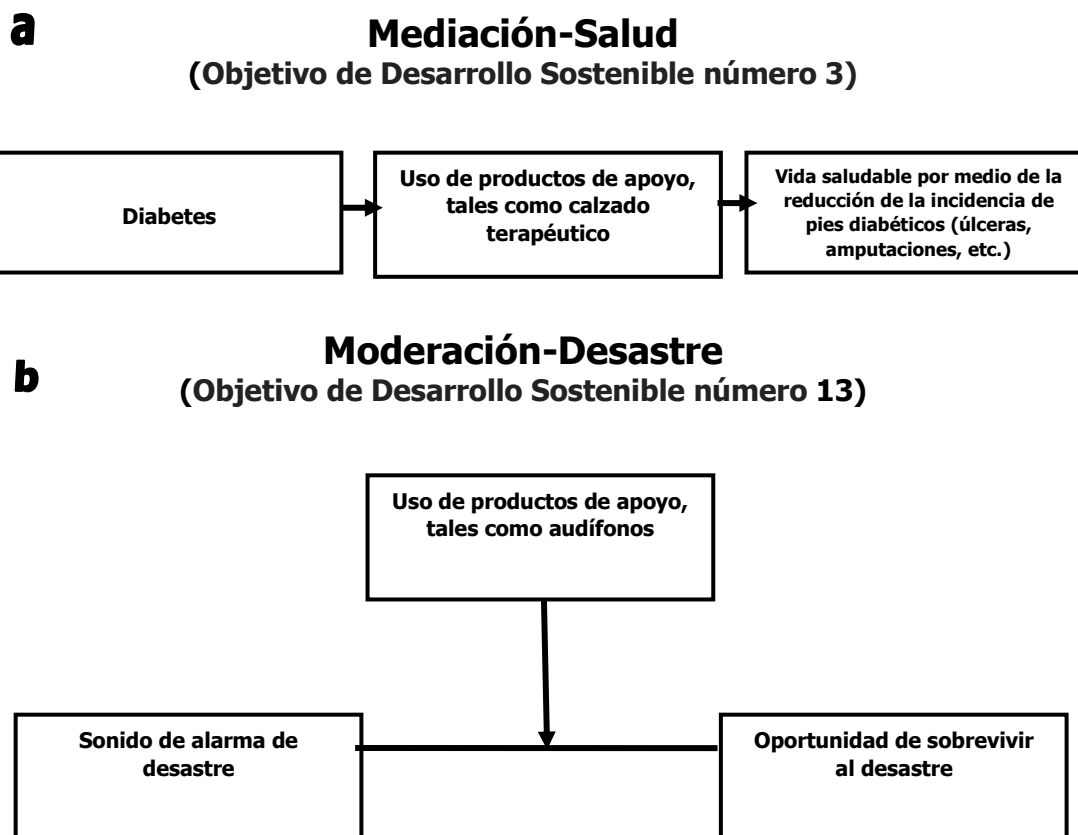 a
Mediación-Salud
(Objetivo de Desarrollo Sostenible número 3)
Diabetes
Uso de productos de apoyo,
tales como calzado
terapéutico
Vida saludable por medio de la
reducción de la incidencia de
pies diabéticos (úlceras,
amputaciones, etc.)
b
Moderación-Desastre
(Objetivo de Desarrollo Sostenible número 13)
Uso de productos de apoyo,
tales como audífonos
Sonido de alarma de
desastre
Oportunidad de sobrevivir
al desastre